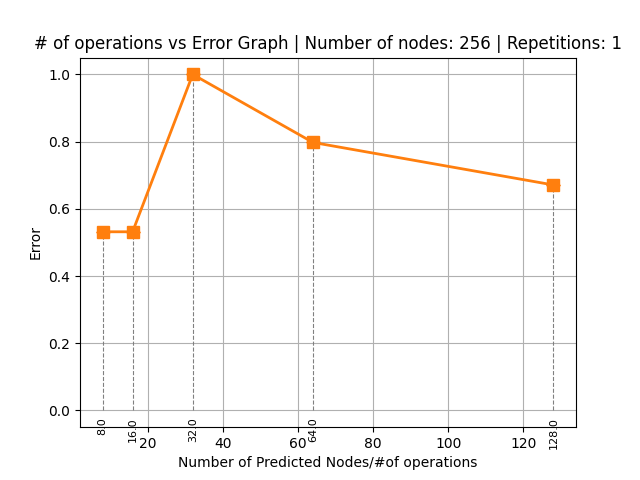 # of operations vs Error Graph | Number of nodes: 256 | Repetitions: 1
1.0
0.8
0.6
0.4
0.2
0.0
Error
8.0
16.0
32.0
64.0
128.0
20 40 60 80 100 120
Number of Predicted Nodes/#of operations